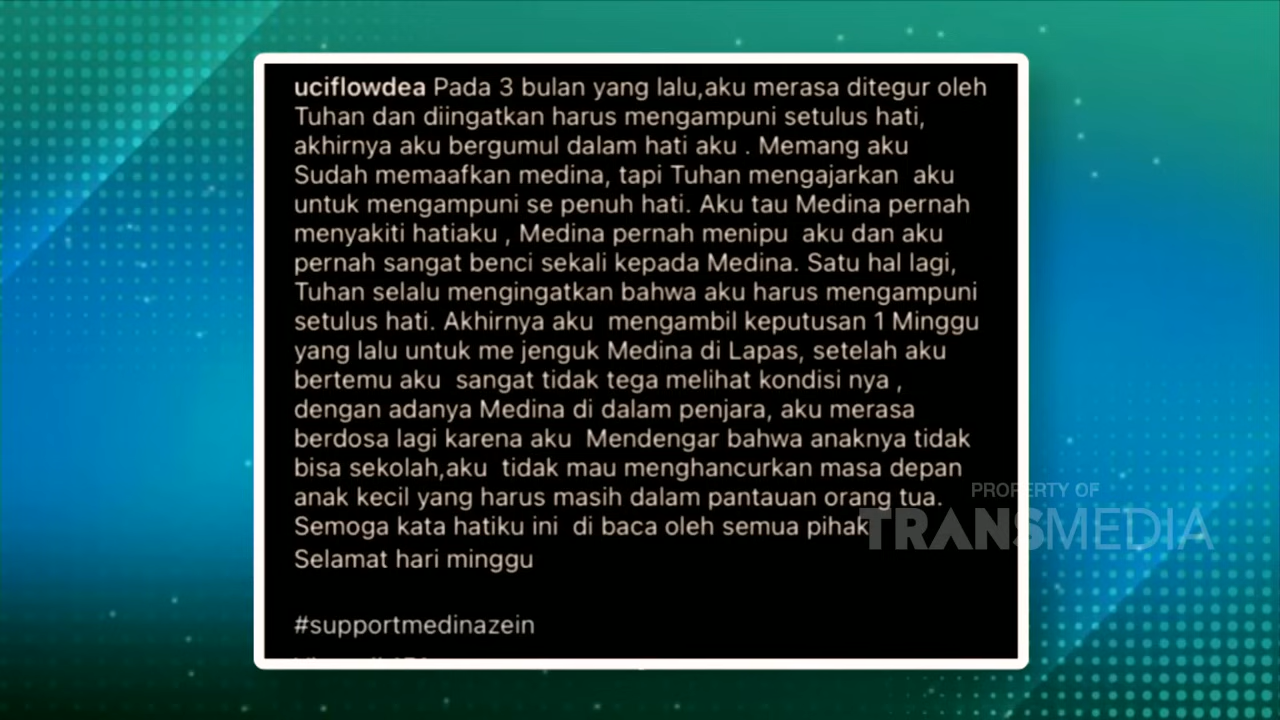 uciflowdea Pada 3 bulan yang lalu,aku merasa ditegur oleh
Tuhan dan diingatkan harus mengampuni setulus hati,
akhirnya aku bergumul dalam hati aku . Memang aku
Sudah memaafkan medina, tapi Tuhan mengajarkan  aku
untuk mengampuni se penuh hati. Aku tau Medina pernah
menyakiti hatiaku , Medina pernah menipu  aku dan aku
pernah sangat benci sekali kepada Medina. Satu hal lagi,
Tuhan selalu mengingatkan bahwa aku harus mengampuni
setulus hati. Akhirnya aku  mengambil keputusan 1 Minggu
yang lalu untuk me jenguk Medina di Lapas, setelah aku
bertemu aku  sangat tidak tega melihat kondisi nya ,
dengan adanya Medina di dalam penjara, aku merasa
berdosa lagi karena aku  Mendengar bahwa anaknya tidak
bisa sekolah,aku  tidak mau menghancurkan masa depan
anak kecil yang harus masih dalam pantauan orang tua.
Semoga kata hatiku ini  di baca oleh semua pihak
Selamat hari minggu
#supportmedinazein
PROPERTY OF
TRANSMEDIA